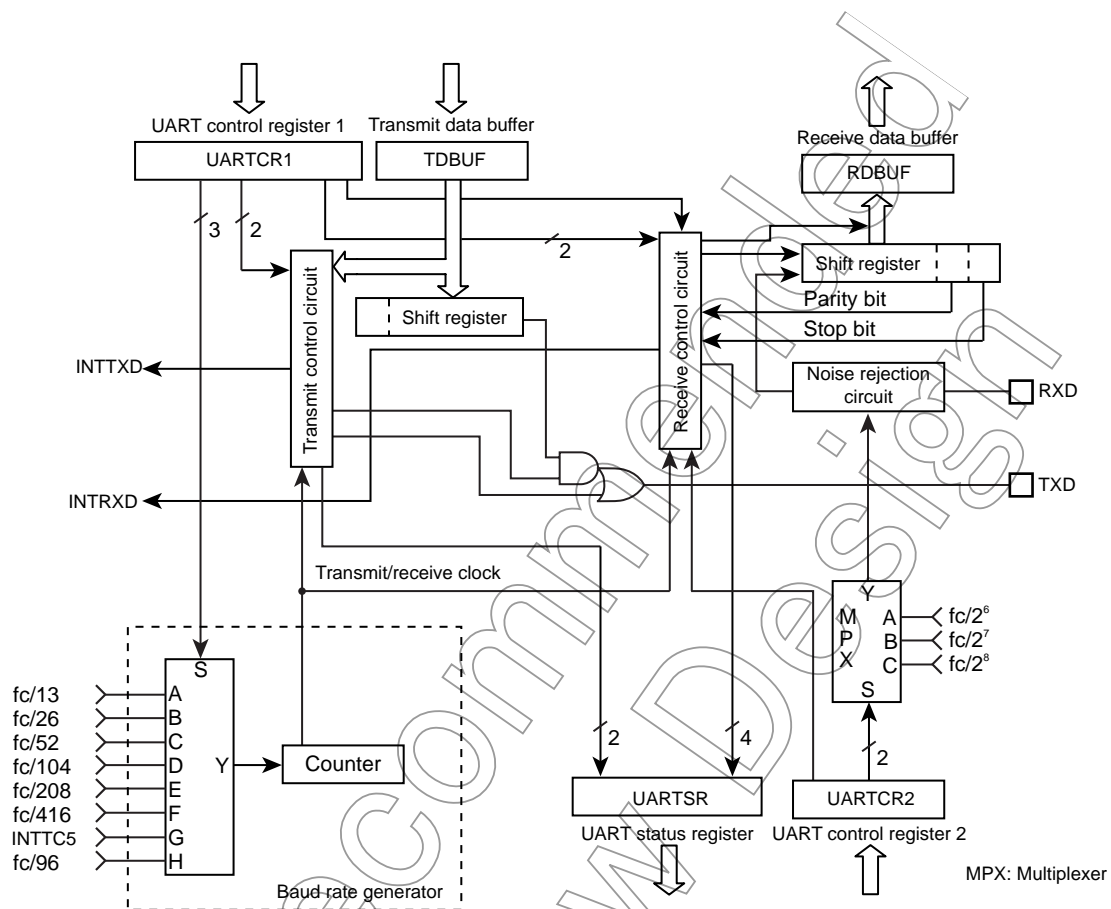 UART control register 1
Transmit data buffer
Receive data buffer
UARTCR1
TDBUF
RDBUF
3
2
2
Transmit control circuit
Receive control circuit
Shift register
Shift register
Parity bit
Stop bit
INTTXD
Noise rejection
circuit
RXD
INTRXD
TXD
Transmit/receive clock
Y
M
P
X
A
B
C
S
fc/2⁶
fc/2⁷
fc/2⁸
S
fc/13
A
fc/26
B
fc/52
C
fc/104
D
Y
Counter
fc/208
E
fc/416
F
INTTC5
G
fc/96
H
Baud rate generator
2
4
2
UARTSR
UARTCR2
UART status register
UART control register 2
MPX: Multiplexer
ecommended
w Design